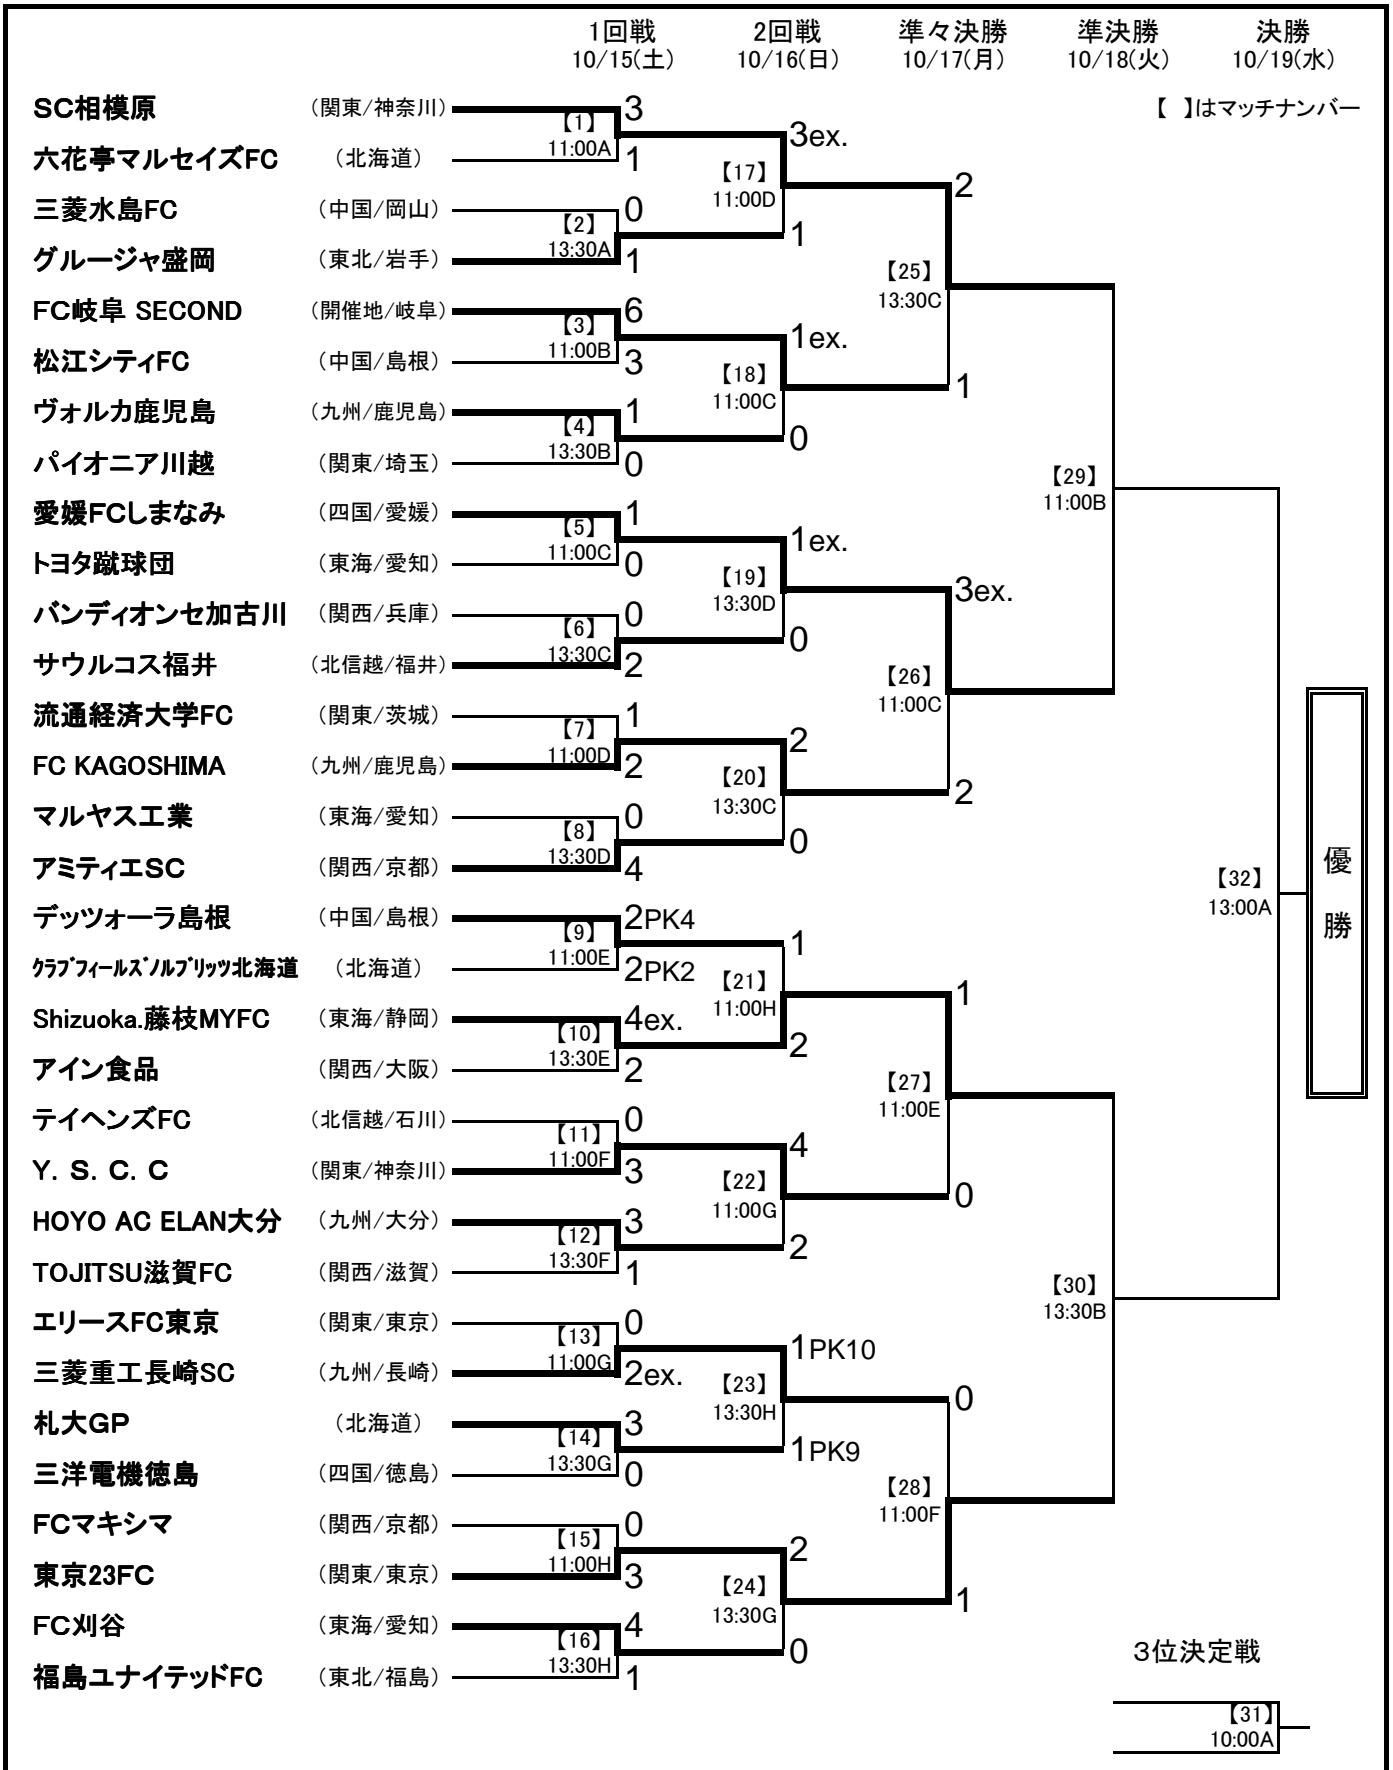 1回戦 2回戦 準々決勝 準決勝 決勝
10/15(土) 10/16(日) 10/17(月) 10/18(火) 10/19(水)
【 】はマッチナンバー
SC相模原 （関東/神奈川） 3
【1】
11:00A
3ex.
六花亭マルセイズFC （北海道） 1
【17】
11:00D
2
三菱水島FC （中国/岡山） 0
【2】
13:30A
1
グルージャ盛岡 （東北/岩手） 1
【25】
13:30C
FC岐阜 SECOND （開催地/岐阜） 6
【3】
11:00B
1ex.
松江シティFC （中国/島根） 3
【18】
11:00C
1
ヴォルカ鹿児島 （九州/鹿児島） 1
【4】
13:30B
0
パイオニア川越 （関東/埼玉） 0
【29】
11:00B
愛媛FCしまなみ （四国/愛媛） 1
【5】
11:00C
1ex.
トヨタ蹴球団 （東海/愛知） 0
【19】
13:30D
3ex.
バンディオンセ加古川 （関西/兵庫） 0
【6】
13:30C
0
サウルコス福井 （北信越/福井） 2
【26】
11:00C
流通経済大学FC （関東/茨城） 1
【7】
11:00D
2
FC KAGOSHIMA （九州/鹿児島） 2
【20】
13:30C
2
マルヤス工業 （東海/愛知） 0
【8】
13:30D
0
アミティエSC （関西/京都） 4
【32】
13:00A
優
勝
デッツォーラ島根 （中国/島根） 2PK4
【9】
11:00E
1
ｸﾗﾌﾞﾌｨｰﾙｽﾞﾉﾙﾌﾞﾘｯﾂ北海道 （北海道） 2PK2
【21】
11:00H
1
Shizuoka.藤枝MYFC （東海/静岡） 4ex.
【10】
13:30E
2
アイン食品 （関西/大阪） 2
【27】
11:00E
テイヘンズFC （北信越/石川） 0
【11】
11:00F
4
Y．S．C．C （関東/神奈川） 3
【22】
11:00G
0
HOYO AC ELAN大分 （九州/大分） 3
【12】
13:30F
2
TOJITSU滋賀FC （関西/滋賀） 1
【30】
13:30B
エリースFC東京 （関東/東京） 0
【13】
11:00G
1PK10
三菱重工長崎SC （九州/長崎） 2ex.
【23】
13:30H
0
札大GP （北海道） 3
【14】
13:30G
1PK9
三洋電機徳島 （四国/徳島） 0
【28】
11:00F
FCマキシマ （関西/京都） 0
【15】
11:00H
2
東京23FC （関東/東京） 3
【24】
13:30G
1
FC刈谷 （東海/愛知） 4
【16】
13:30H
0
福島ユナイテッドFC （東北/福島） 1
３位決定戦
【31】
10:00A